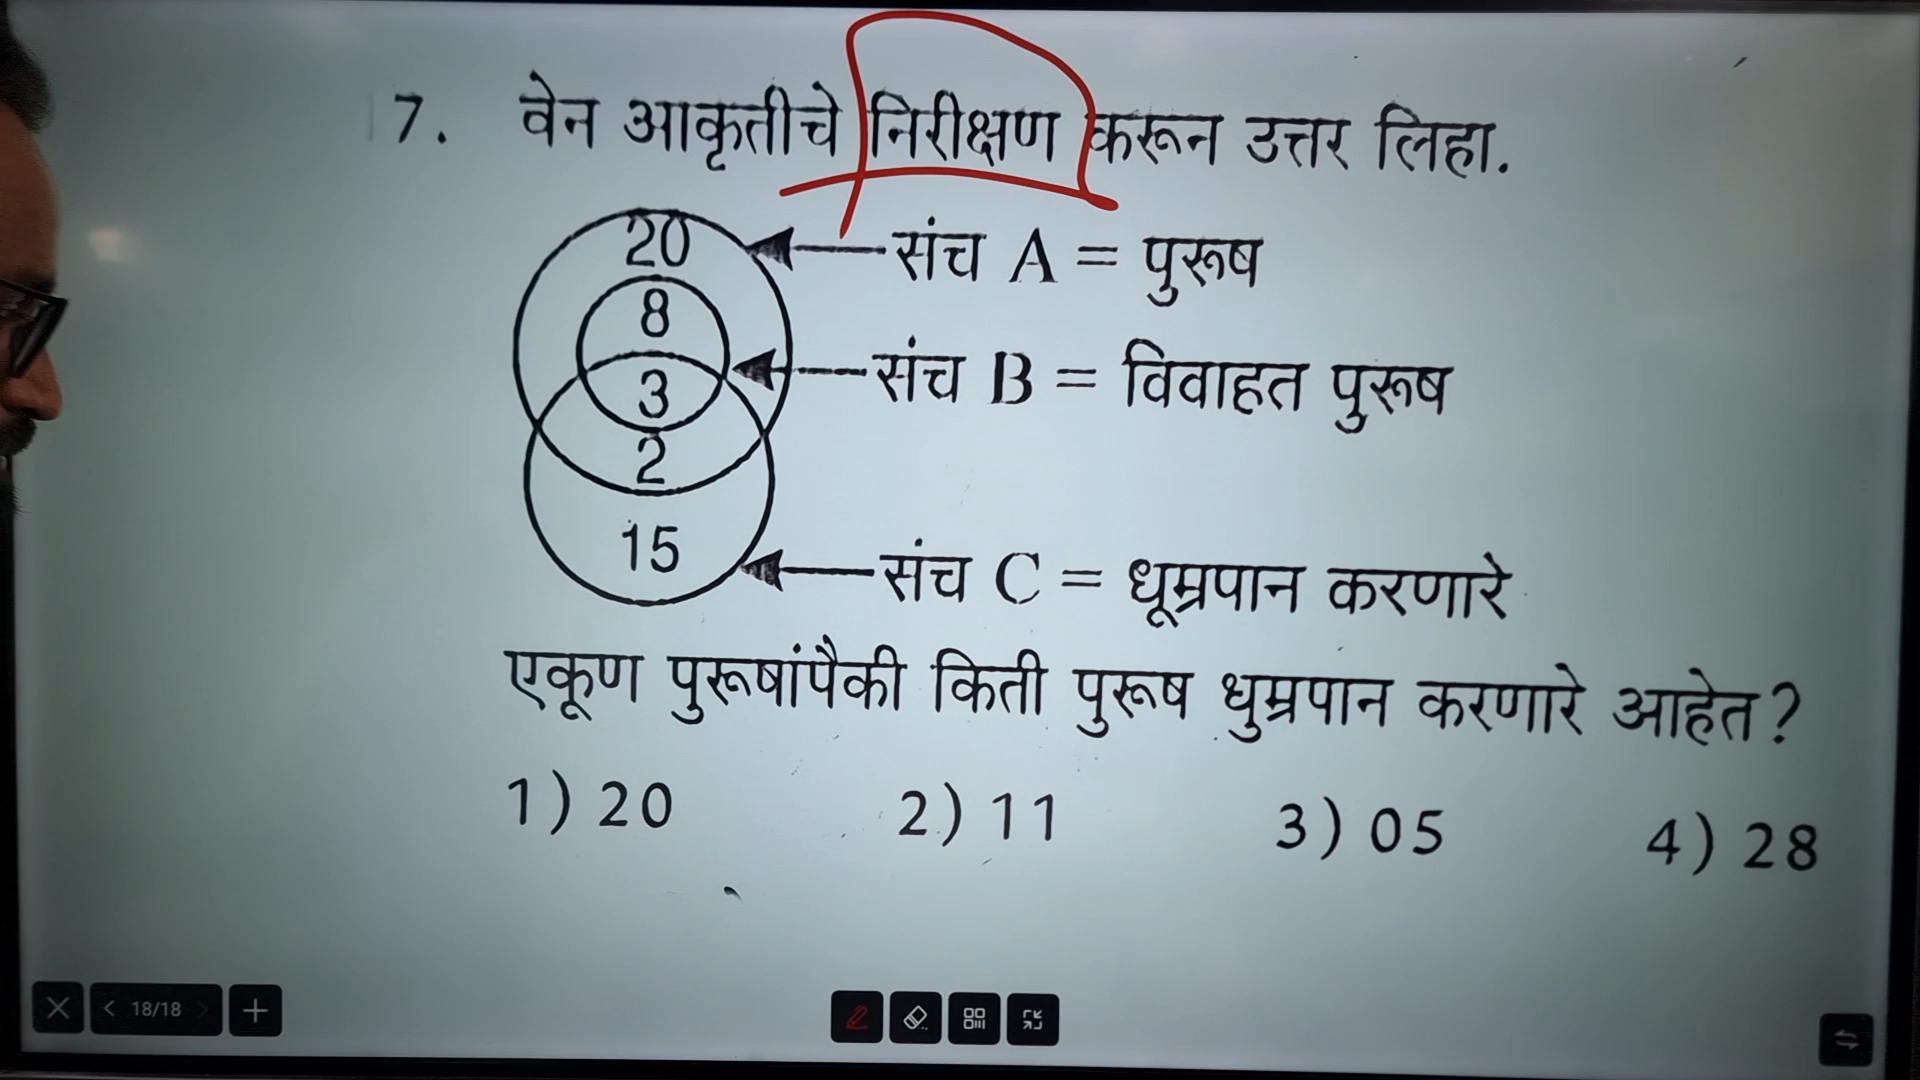 7. वेन आकृतीचे निरीक्षण करून उत्तर लिहा.
20
संच A = पुरूष
8
संच B = विवाहत पुरूष
3
2
15
संच C = धूम्रपान करणारे
एकूण पुरूषांपैकी किती पुरूष धुम्रपान करणारे आहेत?
1) 20 2) 11 3) 05 4) 28
18/18